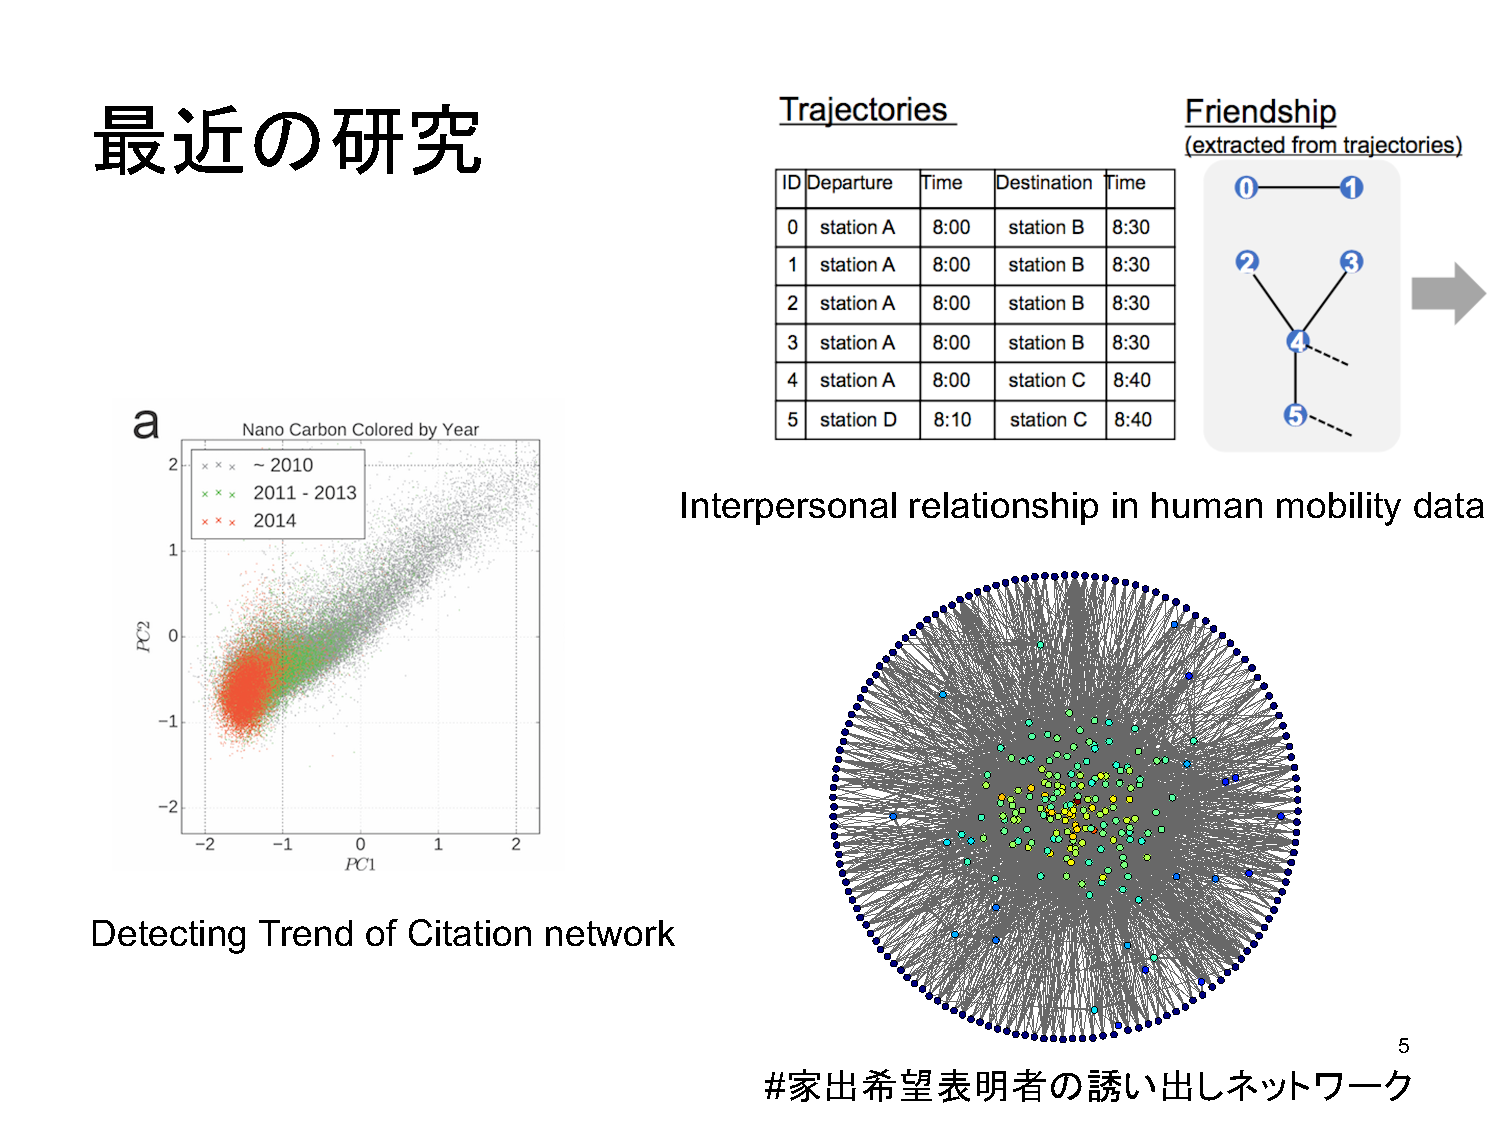 最近の研究
Trajectories
ID Departure Time Destination Time
0 station A 8:00 station B 8:30
1 station A 8:00 station B 8:30
2 station A 8:00 station B 8:30
3 station A 8:00 station B 8:30
4 station A 8:00 station C 8:40
5 station D 8:10 station C 8:40
Friendship
(extracted from trajectories)
0 1
2 3
4
5
Interpersonal relationship in human mobility data
a
Nano Carbon Colored by Year
~ 2010
2011 - 2013
2014
2
1
0
−1
−2
PC2
−2 −1 0 1 2
PC1
Detecting Trend of Citation network
5
#家出希望表明者の誘い出しネットワーク